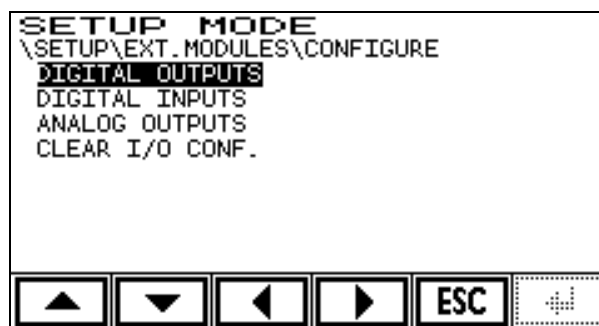 SETUP MODE
\SETUP\EXT.MODULES\CONFIGURE
DIGITAL OUTPUTS
DIGITAL INPUTS
ANALOG OUTPUTS
CLEAR I/O CONF.
ESC